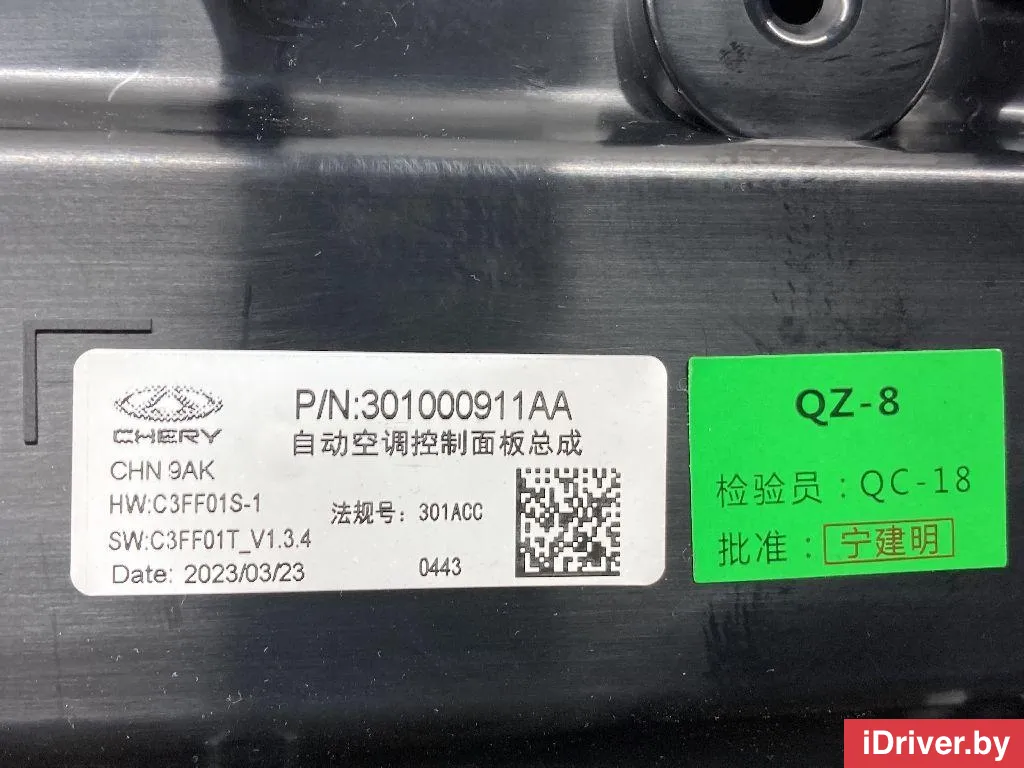 CHERY
P/N:301000911AA
自动空调控制面板总成
CHN 9AK
HW:C3FF01S-1
法规号：301ACC
SW:C3FF01T_V1.3.4
Date: 2023/03/23
0443
QZ-8
检验员：QC-18
批准：宁建明
iDriver.by